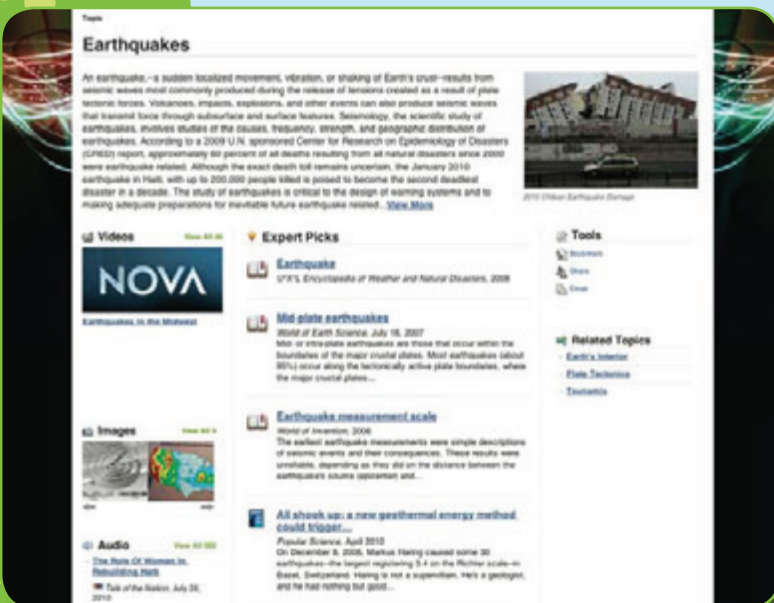 Topic
Earthquakes
An earthquake,–a sudden localized movement, vibration, or shaking of Earth's crust–results from
seismic waves most commonly produced during the release of tensions created as a result of plate
tectonic forces. Volcanoes, impacts, explosions, and other events can also produce seismic waves
that transmit force through subsurface and surface features. Seismology, the scientific study of
earthquakes, involves studies of the causes, frequency, strength, and geographic distribution of
earthquakes. According to a 2009 U.N. sponsored Center for Research on Epidemiology of Disasters
(CRED) report, approximately 60 percent of all deaths resulting from all natural disasters since 2000
were earthquake related. Although the exact death toll remains uncertain, the January 2010
earthquake in Haiti, with up to 200,000 people killed is poised to become the second deadliest
disaster in a decade. The study of earthquakes is critical to the design of warning systems and to
making adequate preparations for inevitable future earthquake related... View More
2010 Chilean Earthquake Damage
Videos
View All
NOVA
Earthquakes in the Midwest
Images
View All
Audio
View All
The Role Of Women In
Rebuilding Haiti
Talk of the Nation, July 28,
2010
Expert Picks
Earthquake
U*X*L Encyclopedia of Weather and Natural Disasters, 2008
Mid-plate earthquakes
World of Earth Science, July 16, 2007
Mid- or intra-plate earthquakes are those that occur within the
boundaries of the major crustal plates. Most earthquakes (about
95%) occur along the tectonically active plate boundaries, where
the major crustal plates...
Earthquake measurement scale
World of Invention, 2006
The earliest earthquake measurements were simple descriptions
of seismic events and their consequences. These results were
unreliable, depending as they did on the distance between the
earthquake's source (epicenter) and...
All shook up: a new geothermal energy method
could trigger...
Popular Science, April 2010
On December 8, 2006, Markus Haring caused some 30
earthquakes–the largest registering 3.4 on the Richter scale–in
Basel, Switzerland. Haring is not a supervillain. He's a geologist,
and he had nothing but good...
Tools
Bookmark
Share
Email
Related Topics
Earth's Interior
Plate Tectonics
Tsunamis